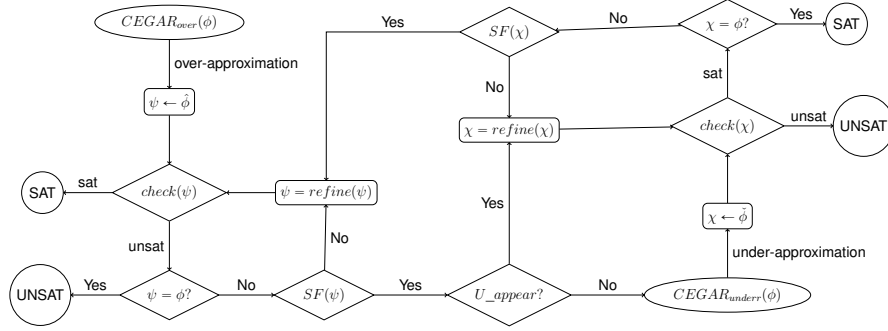 CEGAR_over(ϕ)
over-approximation
ψ ← ϕ̂
check(ψ)
sat
SAT
unsat
ψ = ϕ?
Yes
UNSAT
No
SF(ψ)
No
ψ = refine(ψ)
Yes
U_appear?
Yes
No
χ = refine(χ)
CEGAR_underr(ϕ)
under-approximation
χ ← ϕ̌
check(χ)
unsat
UNSAT
sat
χ = ϕ?
Yes
SAT
No
SF(χ)
Yes
No